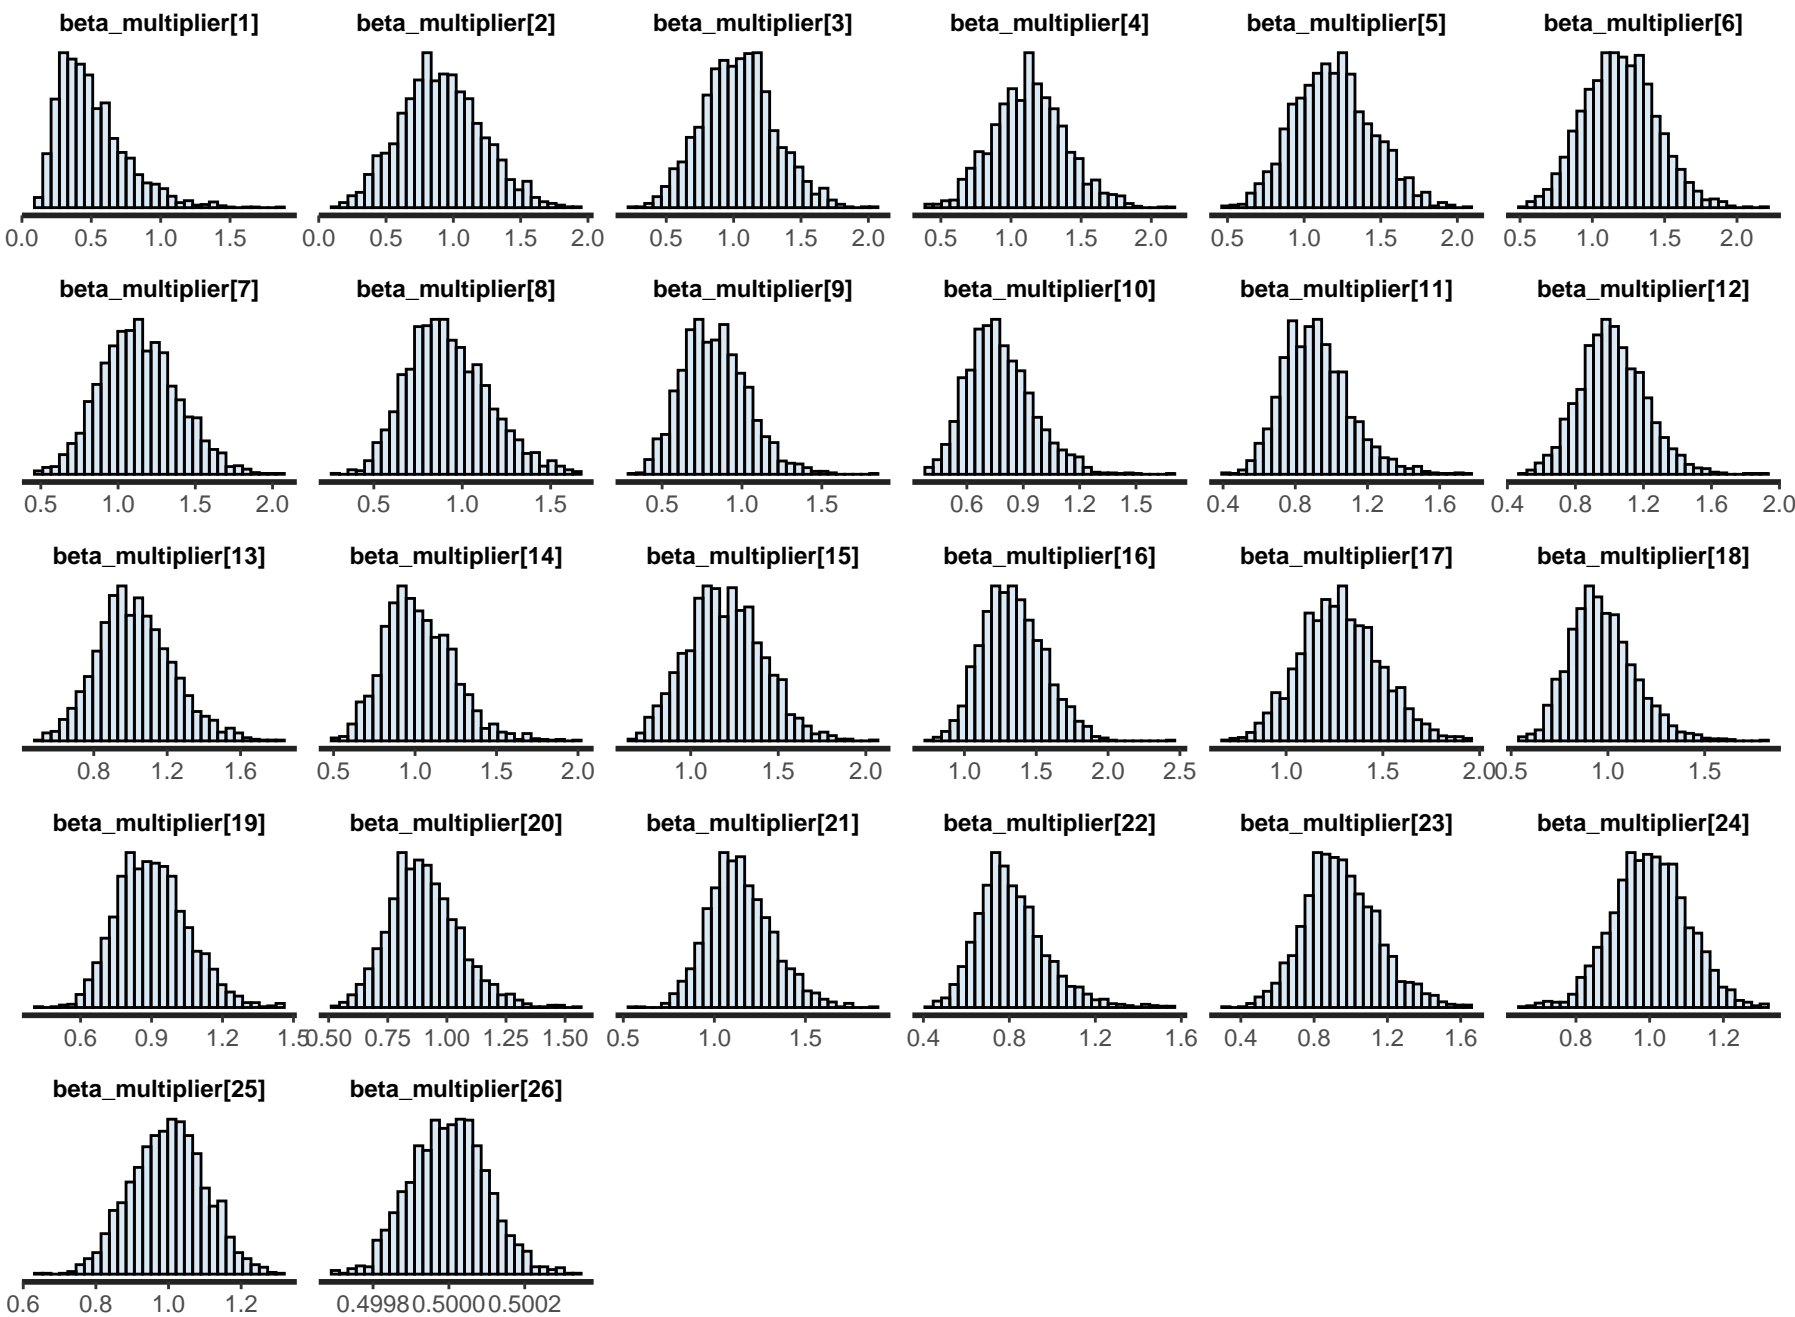 beta_multiplier[1] beta_multiplier[2] beta_multiplier[3] beta_multiplier[4] beta_multiplier[5] beta_multiplier[6]
0.0 0.5 1.0 1.5 0.0 0.5 1.0 1.5 2.0 0.5 1.0 1.5 2.0 0.5 1.0 1.5 2.0 0.5 1.0 1.5 2.0 0.5 1.0 1.5 2.0
beta_multiplier[7] beta_multiplier[8] beta_multiplier[9] beta_multiplier[10] beta_multiplier[11] beta_multiplier[12]
0.5 1.0 1.5 2.0 0.5 1.0 1.5 0.5 1.0 1.5 0.6 0.9 1.2 1.5 0.4 0.8 1.2 1.6 0.4 0.8 1.2 1.6 2.0
beta_multiplier[13] beta_multiplier[14] beta_multiplier[15] beta_multiplier[16] beta_multiplier[17] beta_multiplier[18]
0.8 1.2 1.6 0.5 1.0 1.5 2.0 1.0 1.5 2.0 1.0 1.5 2.0 2.5 1.0 1.5 2.0 0.5 1.0 1.5
beta_multiplier[19] beta_multiplier[20] beta_multiplier[21] beta_multiplier[22] beta_multiplier[23] beta_multiplier[24]
0.6 0.9 1.2 1.5 0.50 0.75 1.00 1.25 1.50 0.5 1.0 1.5 0.4 0.8 1.2 1.6 0.4 0.8 1.2 1.6 0.8 1.0 1.2
beta_multiplier[25] beta_multiplier[26]
0.6 0.8 1.0 1.2 0.4998 0.5000 0.5002